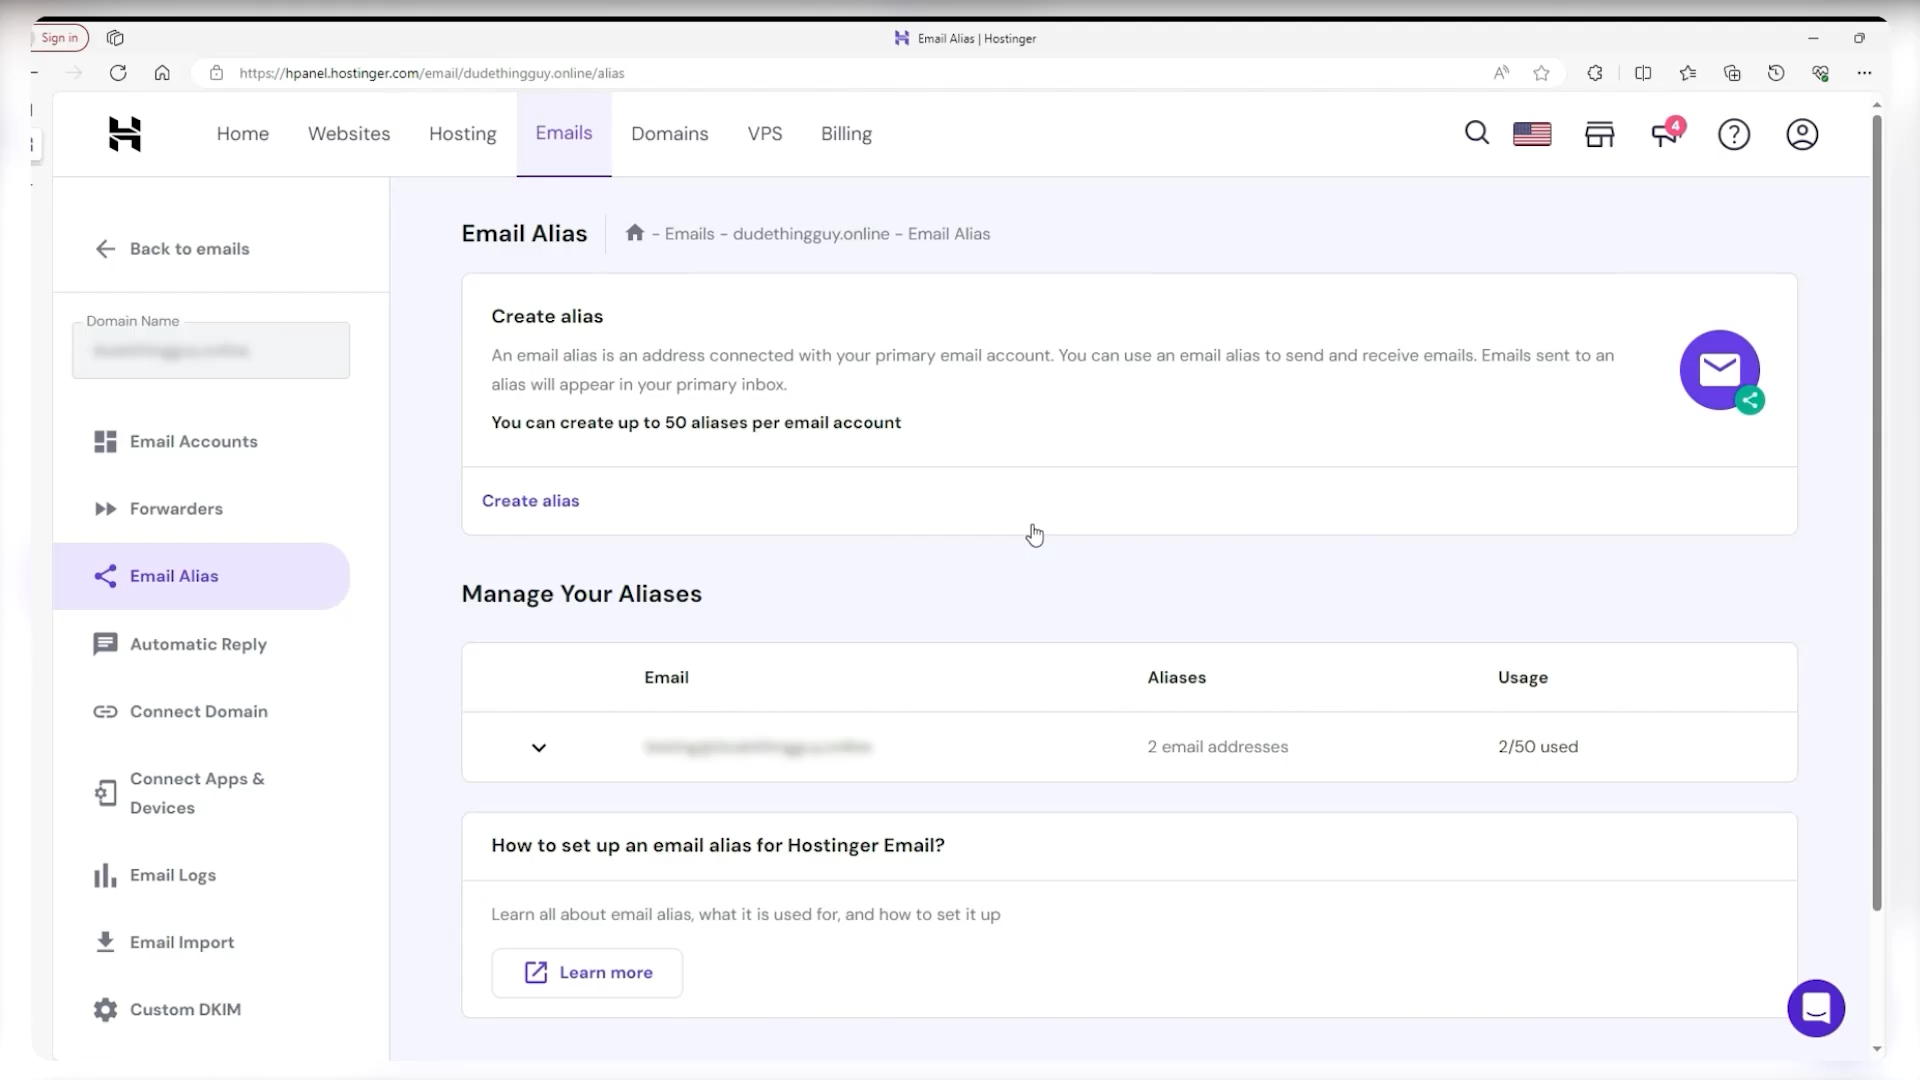 Sign in
Email Alias | Hostinger
https://hpanel.hostinger.com/email/dudethingguy.online/alias
Home
Websites
Hosting
Emails
Domains
VPS
Billing
4
Back to emails
Email Alias
- Emails - dudethingguy.online - Email Alias
Domain Name
Create alias
An email alias is an address connected with your primary email account. You can use an email alias to send and receive emails. Emails sent to an
alias will appear in your primary inbox.
You can create up to 50 aliases per email account
Create alias
Email Accounts
Forwarders
Email Alias
Automatic Reply
Connect Domain
Connect Apps &
Devices
Email Logs
Email Import
Custom DKIM
Manage Your Aliases
Email
Aliases
Usage
2 email addresses
2/50 used
How to set up an email alias for Hostinger Email?
Learn all about email alias, what it is used for, and how to set it up
Learn more